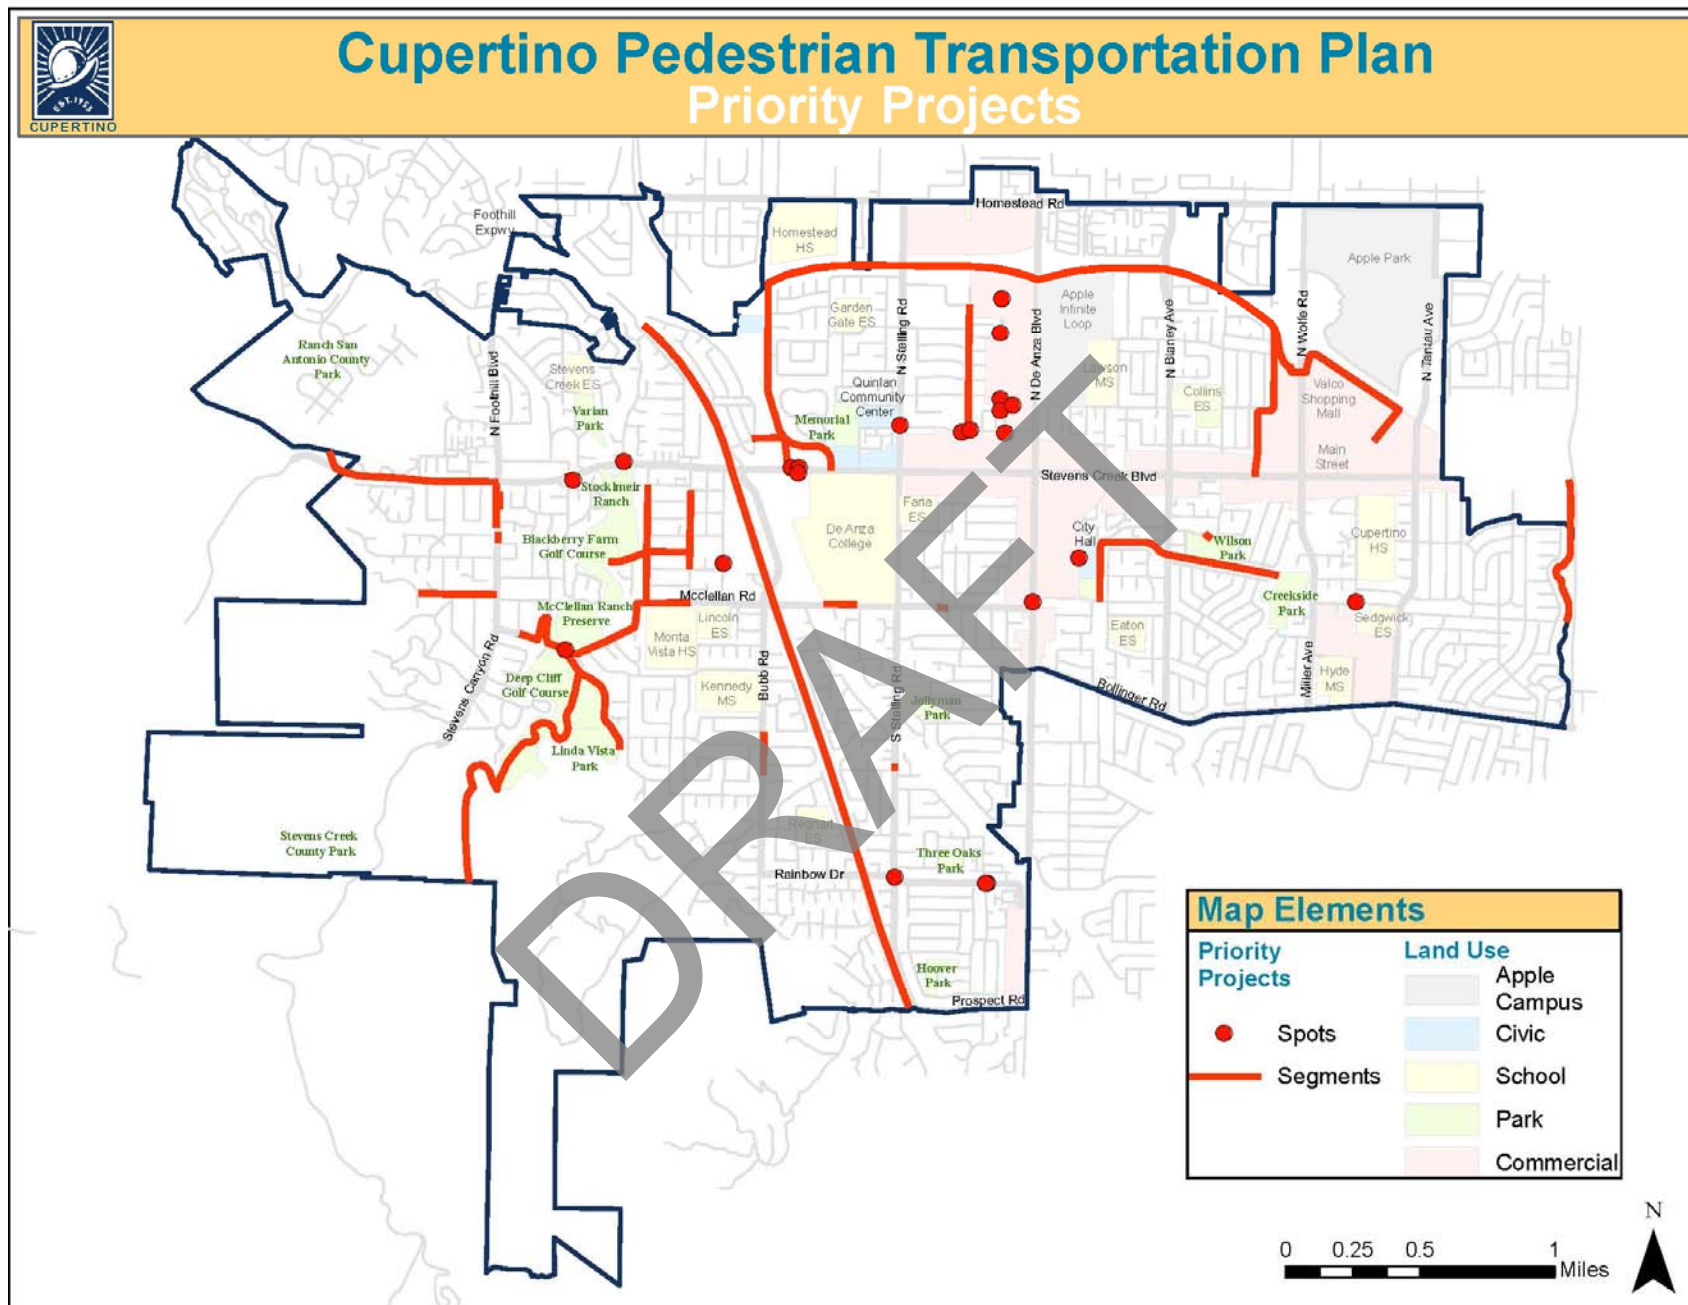 Cupertino Pedestrian Transportation Plan
Priority Projects
EST. 1955
CUPERTINO
Homestead Rd
Foothill
Expwy
Homestead
HS
Apple Park
Ranch San
Antonio County
Park
N Foothill Blvd
Stevens
Creek ES
Varian
Park
Garden
Gate ES
N Stelling Rd
Apple
Infinite
Loop
N De Anza Blvd
N Blaney Ave
N Wolfe Rd
N Tantau Ave
Lawson
MS
Collins
ES
Valco
Shopping
Mall
Quinlan
Community
Center
Memorial
Park
Main
Street
Stevens Creek Blvd
Stocklmeir
Ranch
Faria
ES
De Anza
College
City
Hall
Wilson
Park
Cupertino
HS
Blackberry Farm
Golf Course
Mcclellan Rd
McClellan Ranch
Preserve
Lincoln
ES
Monta
Vista HS
Creekside
Park
Sedgwick
ES
Eaton
ES
Hyde
MS
Miller Ave
Bollinger Rd
Stevens Canyon Rd
Deep Cliff
Golf Course
Kennedy
MS
Bubb Rd
S Stelling Rd
Jollyman
Park
Linda Vista
Park
Stevens Creek
County Park
Regnart
ES
Rainbow Dr
Three Oaks
Park
Hoover
Park
Prospect Rd
DRAFT
Map Elements
Priority
Projects
Spots
Segments
Land Use
Apple
Campus
Civic
School
Park
Commercial
N
0 0.25 0.5 1
Miles